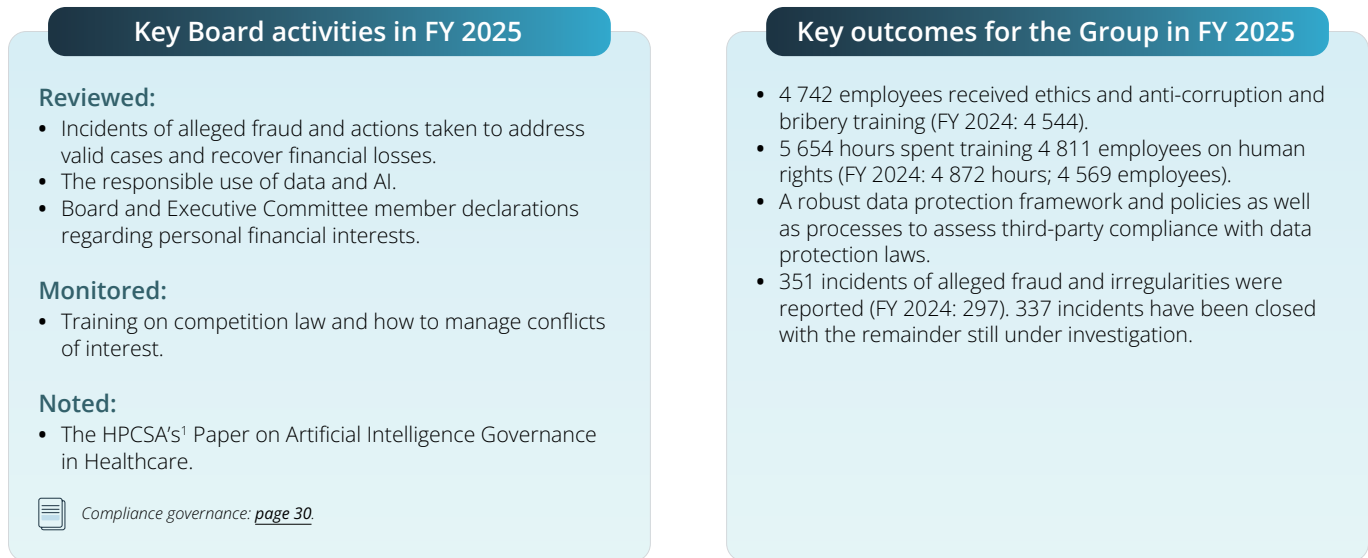 Key Board activities in FY 2025
Reviewed:
• Incidents of alleged fraud and actions taken to address
valid cases and recover financial losses.
• The responsible use of data and AI.
• Board and Executive Committee member declarations
regarding personal financial interests.
Monitored:
• Training on competition law and how to manage conflicts
of interest.
Noted:
• The HPCSA’s¹ Paper on Artificial Intelligence Governance
in Healthcare.
Compliance governance: page 30.
Key outcomes for the Group in FY 2025
• 4 742 employees received ethics and anti-corruption and
bribery training (FY 2024: 4 544).
• 5 654 hours spent training 4 811 employees on human
rights (FY 2024: 4 872 hours; 4 569 employees).
• A robust data protection framework and policies as well
as processes to assess third-party compliance with data
protection laws.
• 351 incidents of alleged fraud and irregularities were
reported (FY 2024: 297). 337 incidents have been closed
with the remainder still under investigation.